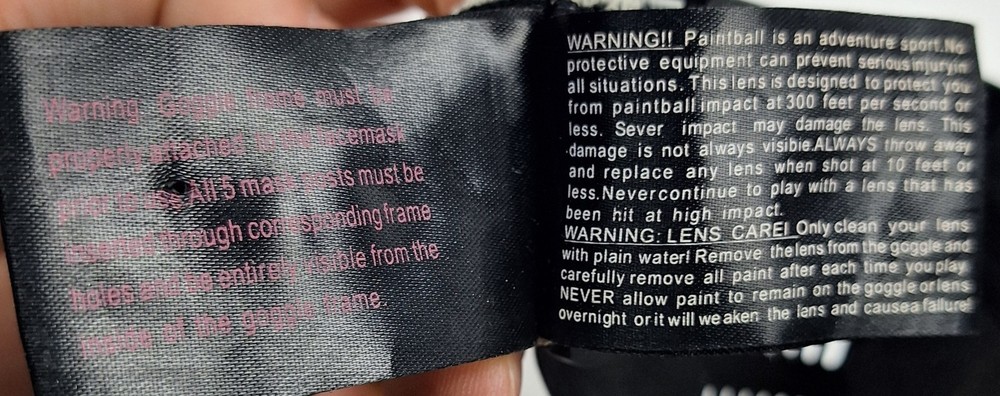 Warning Goggle frame must be
properly attached to the facemask
prior to use. All 5 mask posts must be
inserted through corresponding frame
holes and be entirely visible from the
inside of the goggle frame
WARNING!! Paintball is an adventure sport.No
protective equipment can prevent serious injuryin
all situations. This lens is designed to protect you
from paintball impact at 300 feet per second or
less. Sever impact may damage the lens. This
damage is not always visible.ALWAYS throw away
and replace any lens when shot at 10 feet or
less.Nevercontinue to play with a lens that has
been hit at high impact.
WARNING: LENS CARE! Only clean your lens
with plain water! Remove the lens from the goggle and
carefully remove all paint after each time you play
NEVER allow paint to remain on the goggle orlens
overnight orit will weaken the lens and causea failure!